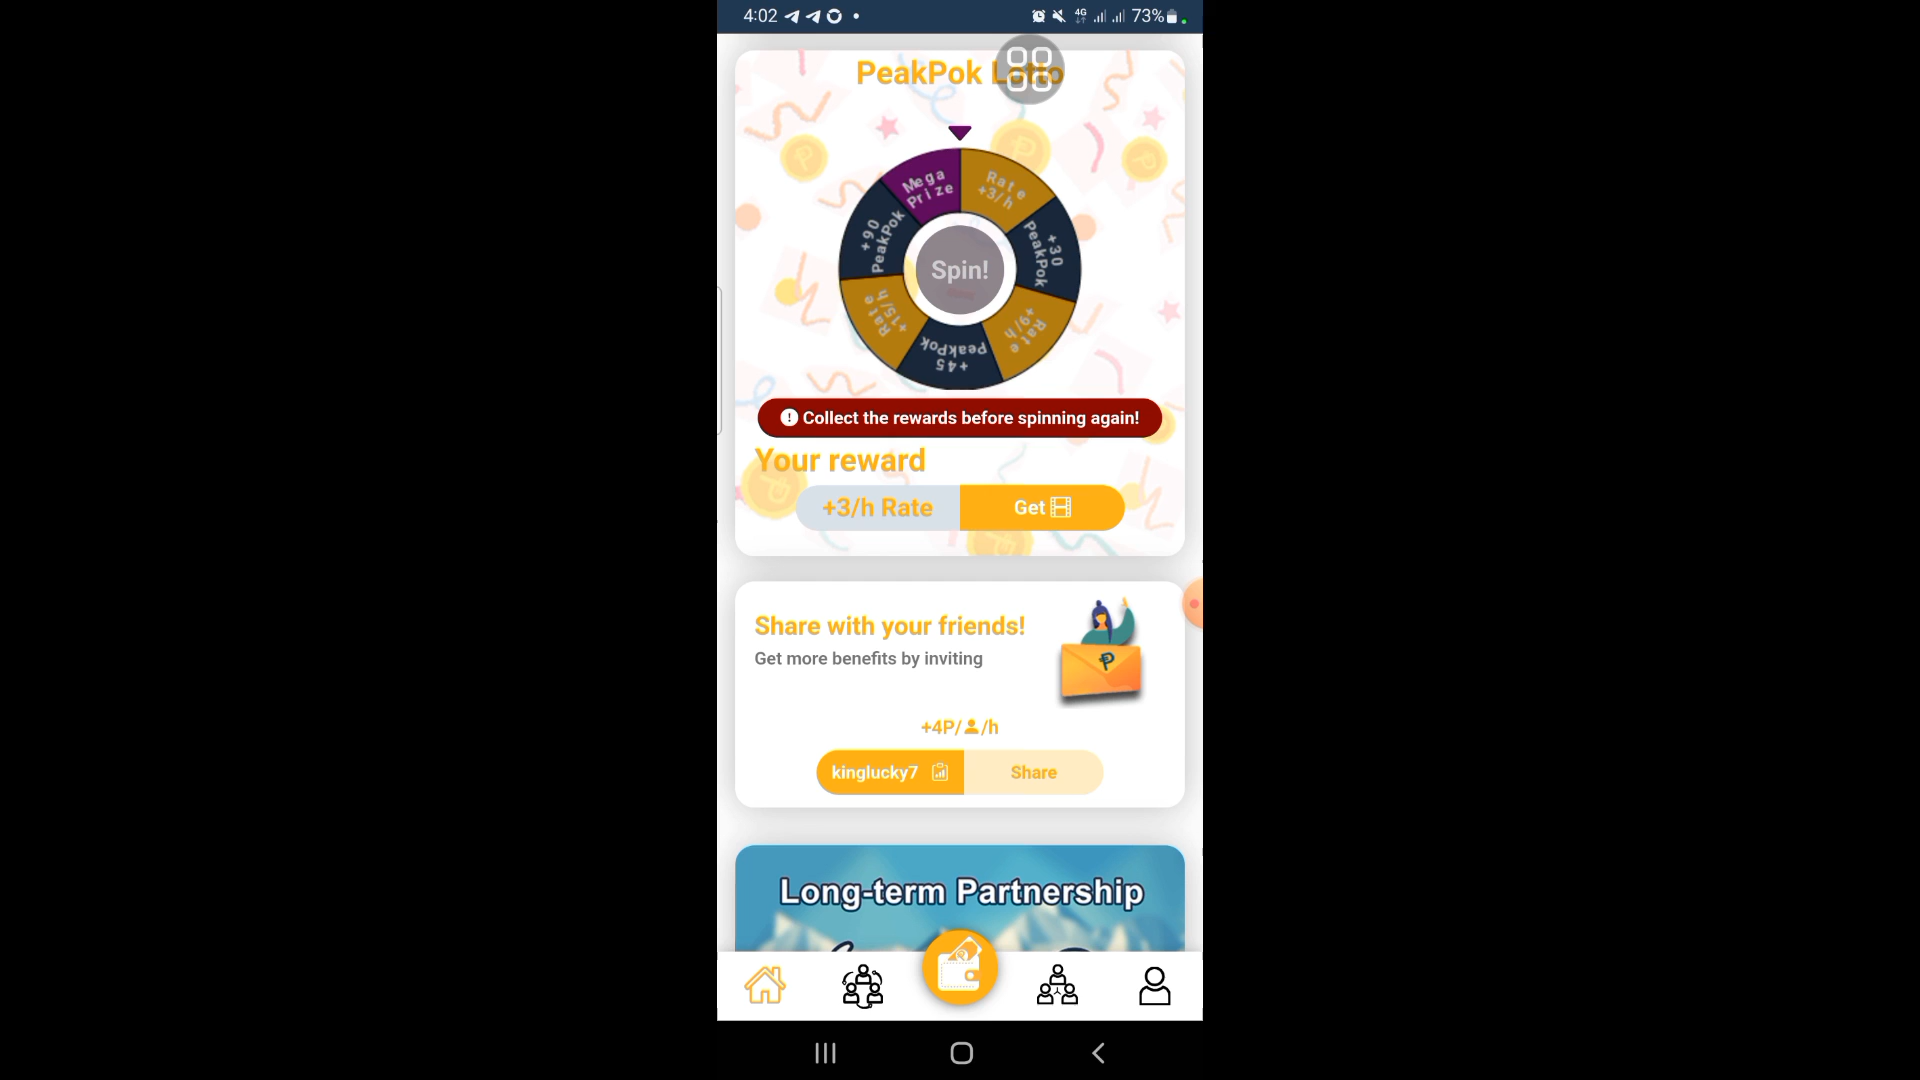 4:02
4G
73%
PeakPok Lotto
Mega
Prize
Rate
+3/h
+30
PeakPok
Rate
+9/h
+45
PeakPok
Rate
+15/h
+90
PeakPok
Spin!
Collect the rewards before spinning again!
Your reward
+3/h Rate
Get
Share with your friends!
Get more benefits by inviting
+4P/ /h
kinglucky7
Share
Long-term Partnership